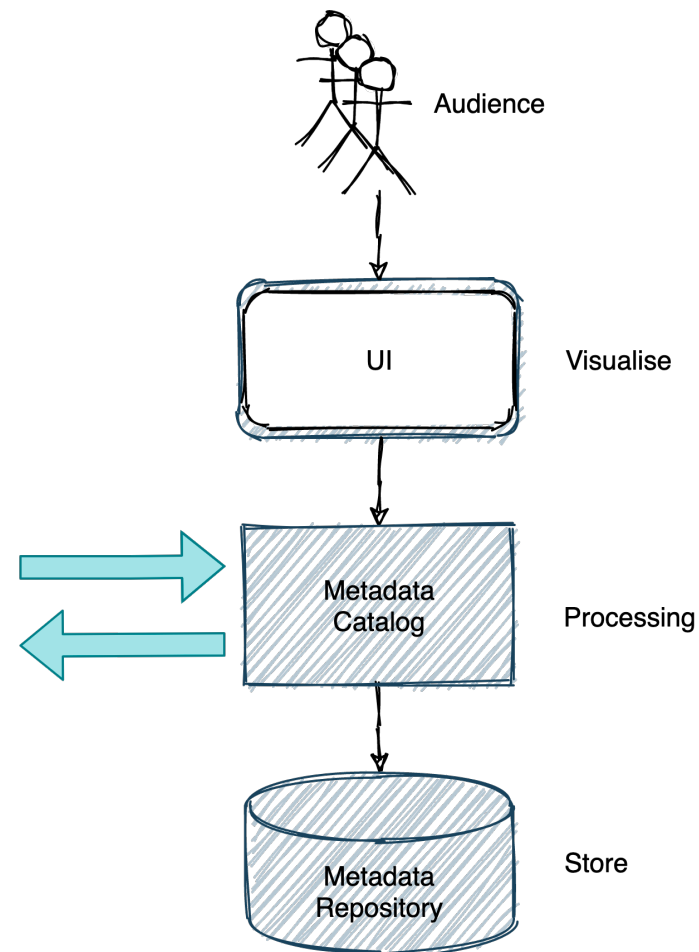 Audience
UI
Visualise
Metadata
Catalog
Processing
Metadata
Repository
Store